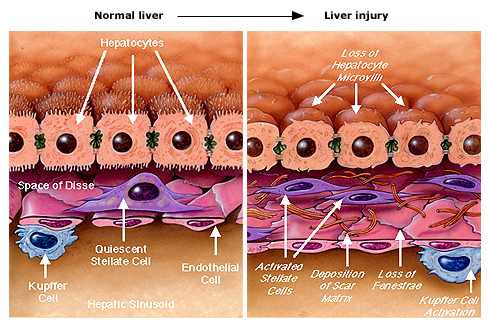 Normal liver
Liver injury
Hepatocytes
Space of Disse
Quiescent
Stellate Cell
Endothelial
Cell
Kupffer
Cell
Hepatic Sinusoid
Loss of
Hepatocyte
Microvilli
Activated
Stellate
Cells
Deposition
of Scar
Matrix
Loss of
Fenestrae
Kupffer Cell
Activation